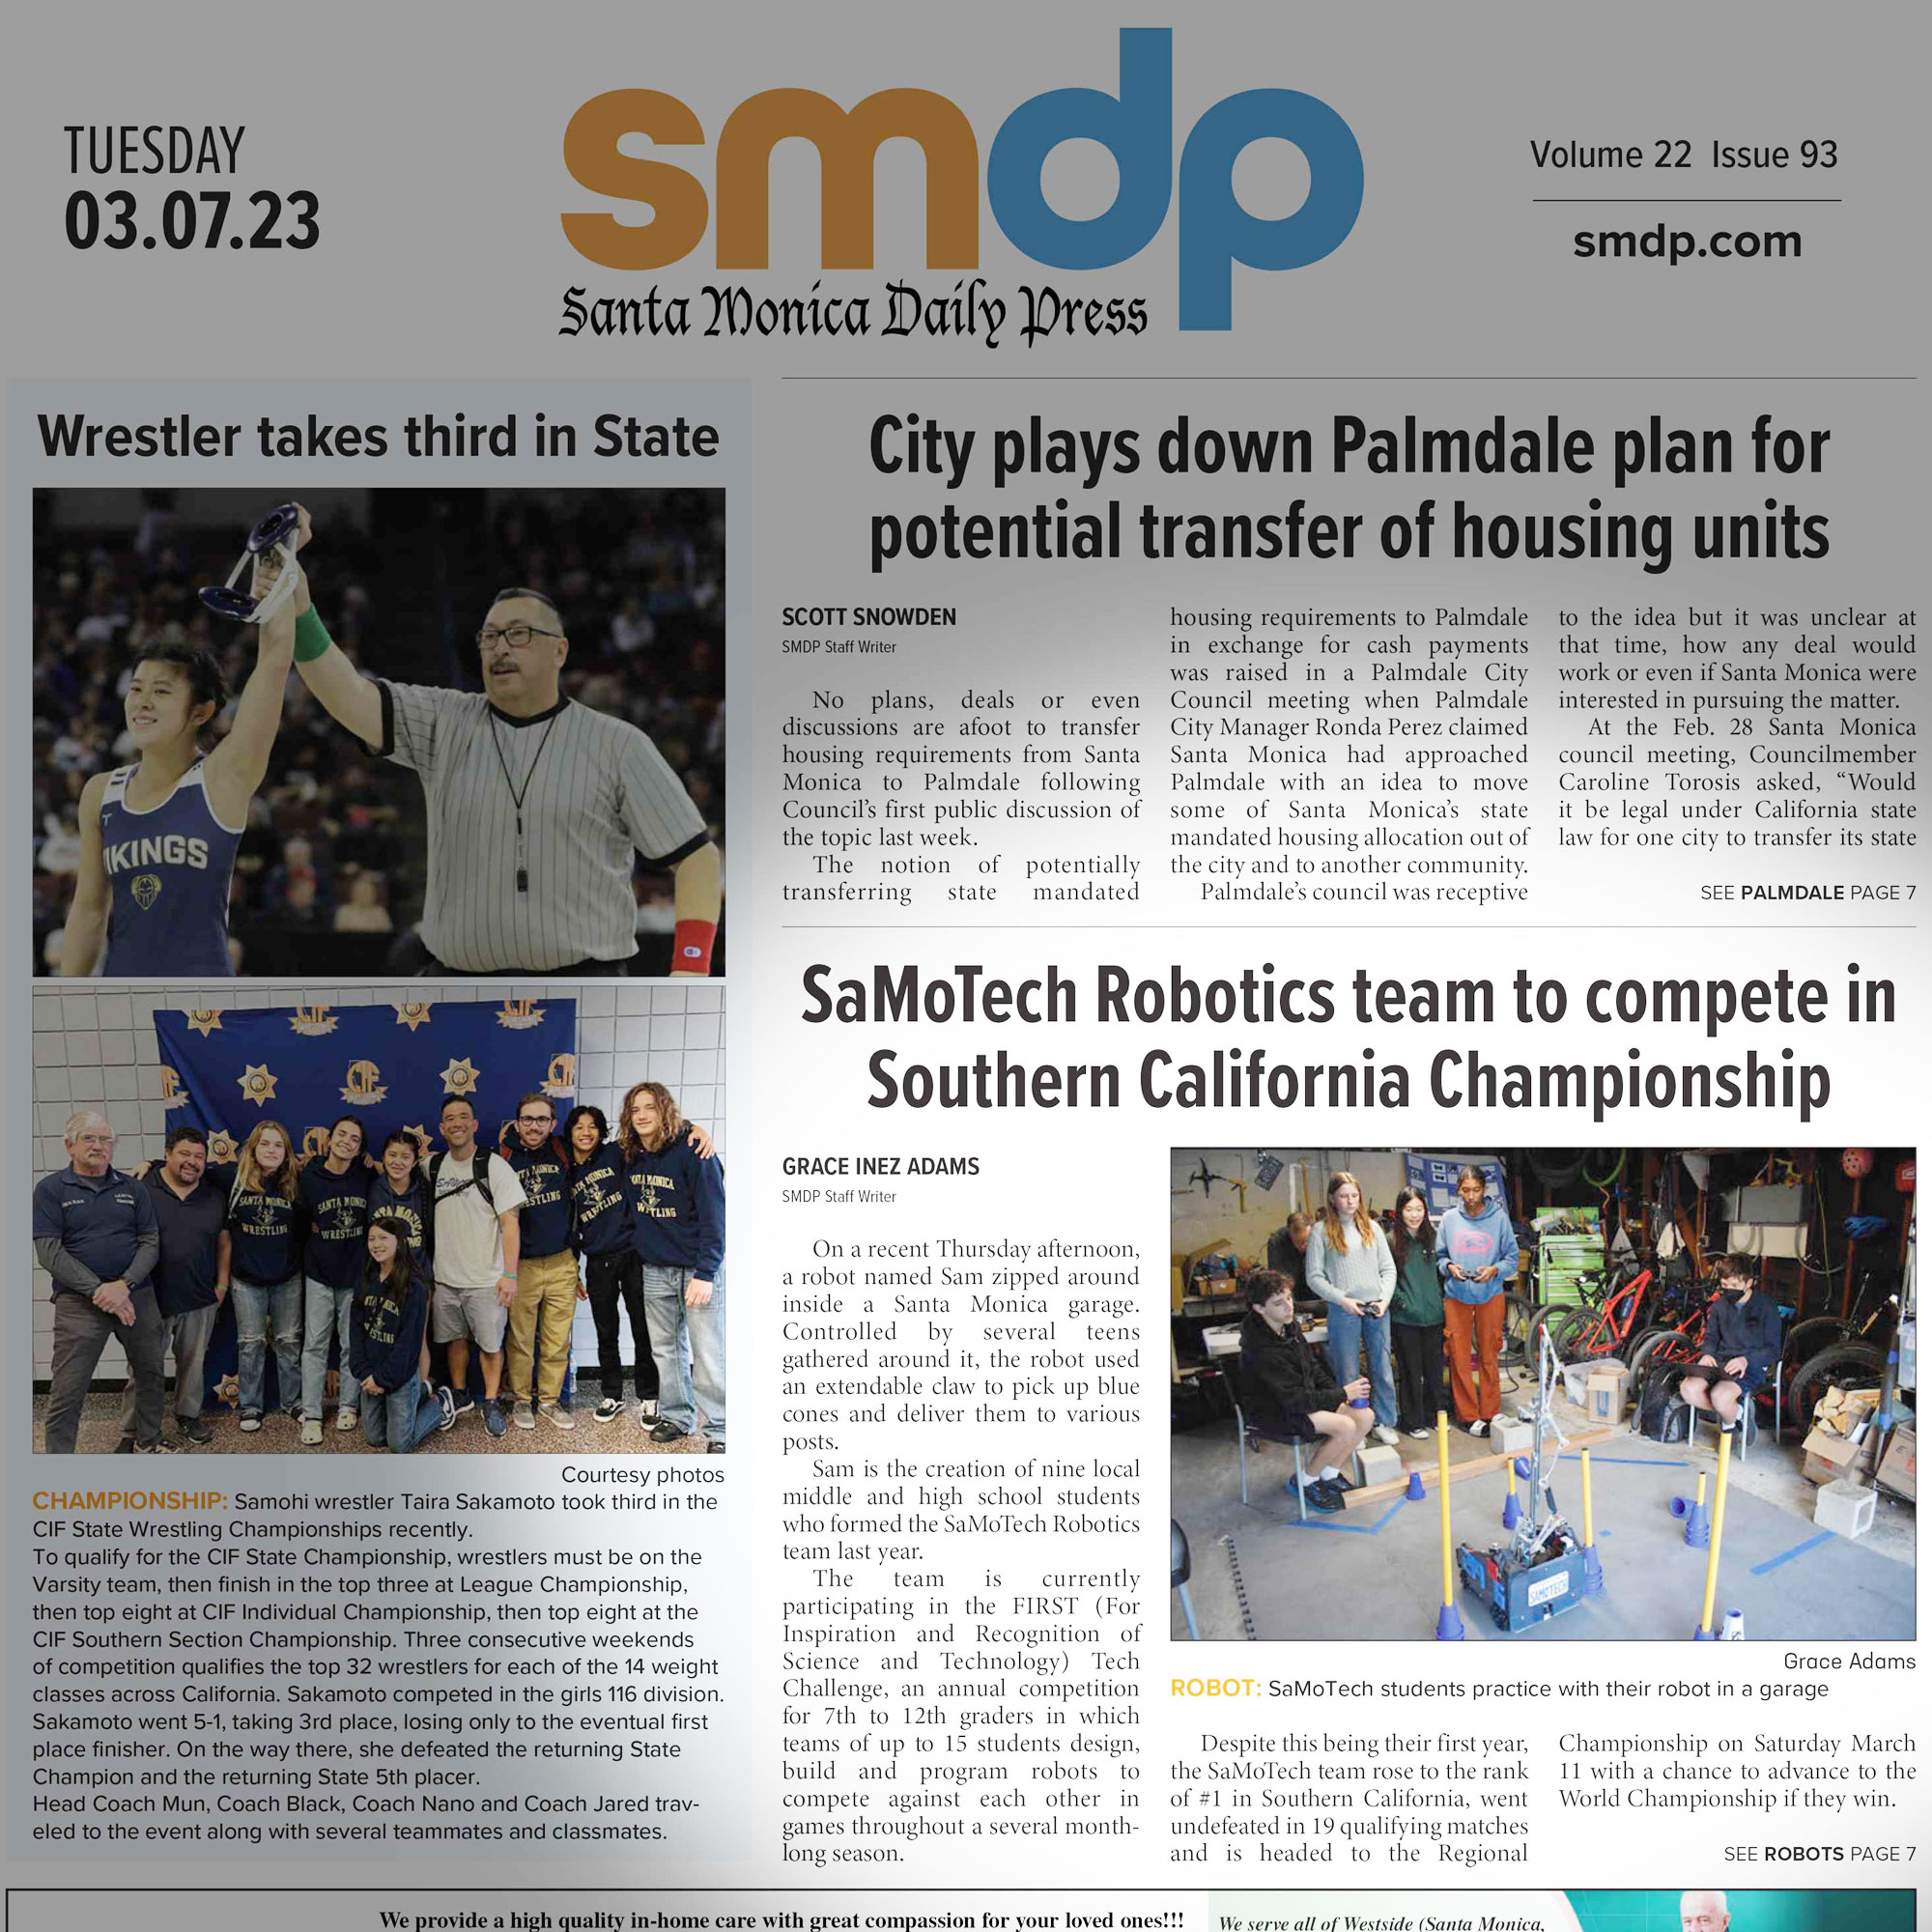 TUESDAY
03.07.23
smdp
Santa Monica Daily Press
Volume 22 Issue 93
smdp.com
Wrestler takes third in State
VIKINGS
CIF
SANTA MONICA
WRESTLING
Courtesy photos
CHAMPIONSHIP: Samohi wrestler Taira Sakamoto took third in the
CIF State Wrestling Championships recently.
To qualify for the CIF State Championship, wrestlers must be on the
Varsity team, then finish in the top three at League Championship,
then top eight at CIF Individual Championship, then top eight at the
CIF Southern Section Championship. Three consecutive weekends
of competition qualifies the top 32 wrestlers for each of the 14 weight
classes across California. Sakamoto competed in the girls 116 division.
Sakamoto went 5-1, taking 3rd place, losing only to the eventual first
place finisher. On the way there, she defeated the returning State
Champion and the returning State 5th placer.
Head Coach Mun, Coach Black, Coach Nano and Coach Jared trav-
eled to the event along with several teammates and classmates.
City plays down Palmdale plan for
potential transfer of housing units
SCOTT SNOWDEN
SMDP Staff Writer
No plans, deals or even
discussions are afoot to transfer
housing requirements from Santa
Monica to Palmdale following
Council's first public discussion of
the topic last week.
The notion of potentially
transferring state mandated
housing requirements to Palmdale
in exchange for cash payments
was raised in a Palmdale City
Council meeting when Palmdale
City Manager Ronda Perez claimed
Santa Monica had approached
Palmdale with an idea to move
some of Santa Monica's state
mandated housing allocation out of
the city and to another community.
Palmdale's council was receptive
to the idea but it was unclear at
that time, how any deal would
work or even if Santa Monica were
interested in pursuing the matter.
At the Feb. 28 Santa Monica
council meeting, Councilmember
Caroline Torosis asked, “Would
it be legal under California state
law for one city to transfer its state
SEE PALMDALE PAGE 7
SaMoTech Robotics team to compete in
Southern California Championship
GRACE INEZ ADAMS
SMDP Staff Writer
On a recent Thursday afternoon,
a robot named Sam zipped around
inside a Santa Monica garage.
Controlled by several teens
gathered around it, the robot used
an extendable claw to pick up blue
cones and deliver them to various
posts.
Sam is the creation of nine local
middle and high school students
who formed the SaMoTech Robotics
team last year.
The team is currently
participating in the FIRST (For
Inspiration and Recognition of
Science and Technology) Tech
Challenge, an annual competition
for 7th to 12th graders in which
teams of up to 15 students design,
build and program robots to
compete against each other in
games throughout a several month-
long season.
SAMOTECH
Grace Adams
ROBOT: SaMoTech students practice with their robot in a garage
Despite this being their first year,
the SaMoTech team rose to the rank
of #1 in Southern California, went
undefeated in 19 qualifying matches
and is headed to the Regional
Championship on Saturday March
11 with a chance to advance to the
World Championship if they win.
SEE ROBOTS PAGE 7
We provide a high quality in-home care with great compassion for your loved ones!!!
We serve all of Westside (Santa Monica,